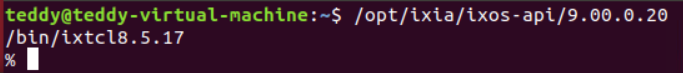 teddy@teddy-virtual-machine:~$ /opt/ixia/ixos-api/9.00.0.20
/bin/ixtcl8.5.17
%